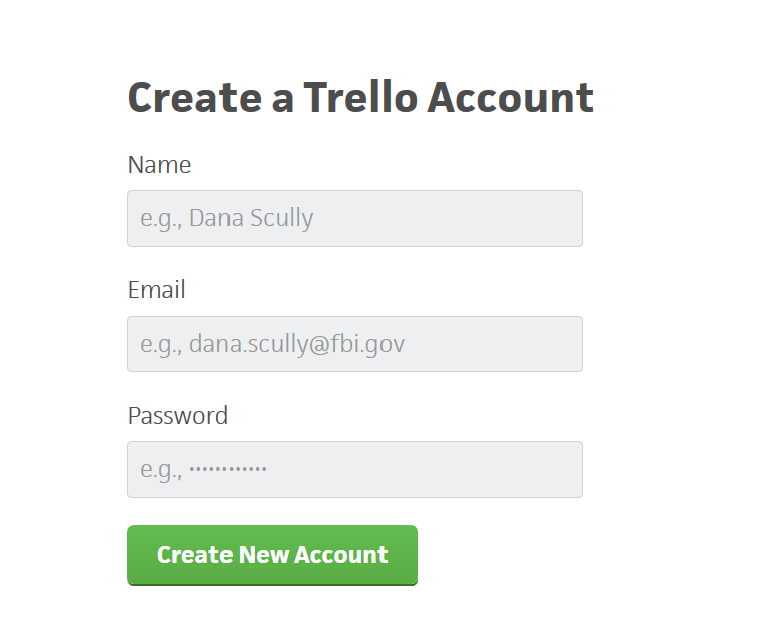 Create a Trello Account
Name
e.g., Dana Scully
Email
e.g., dana.scully@fbi.gov
Password
e.g., ••••••••••••
Create New Account